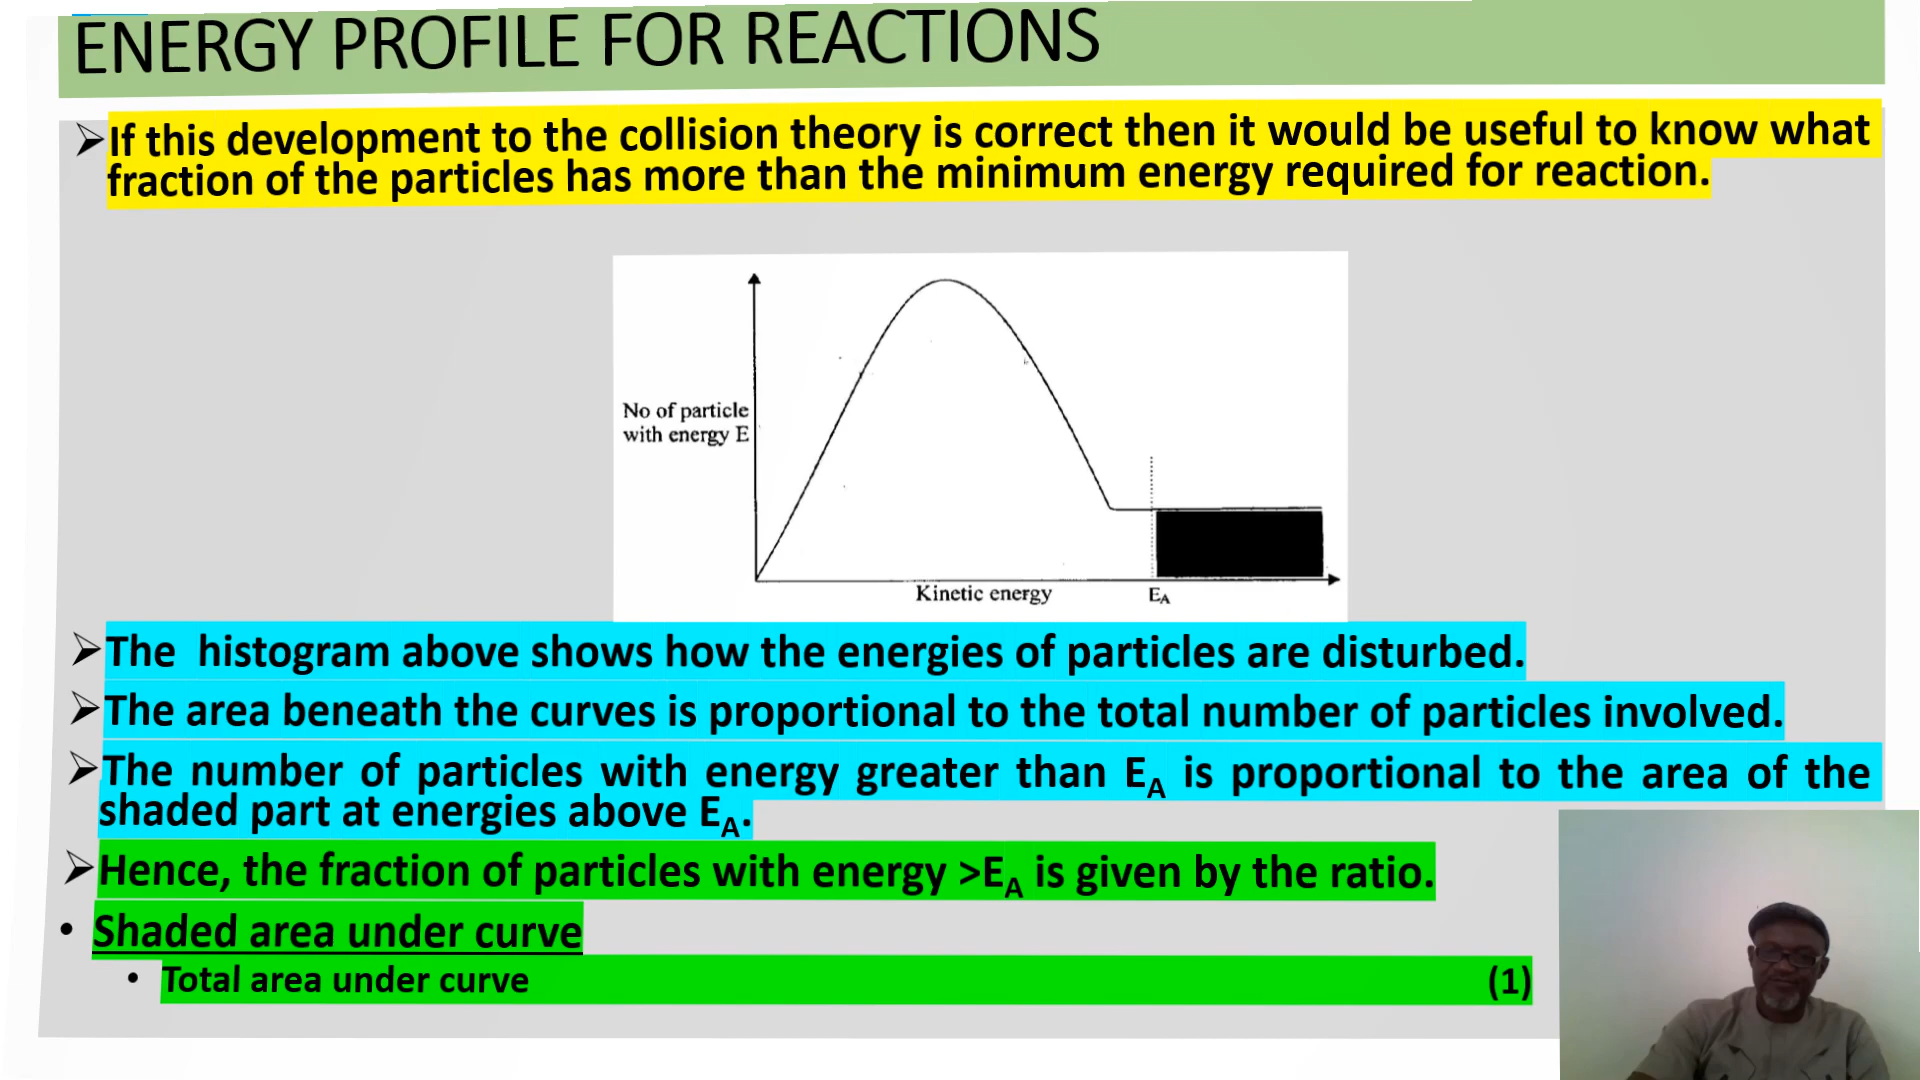 ENERGY PROFILE FOR REACTIONS
If this development to the collision theory is correct then it would be useful to know what
fraction of the particles has more than the minimum energy required for reaction.
No of particle
with energy E
Kinetic energy
EA
The histogram above shows how the energies of particles are disturbed.
The area beneath the curves is proportional to the total number of particles involved.
The number of particles with energy greater than EA is proportional to the area of the
shaded part at energies above EA.
Hence, the fraction of particles with energy >EA is given by the ratio.
Shaded area under curve
Total area under curve (1)